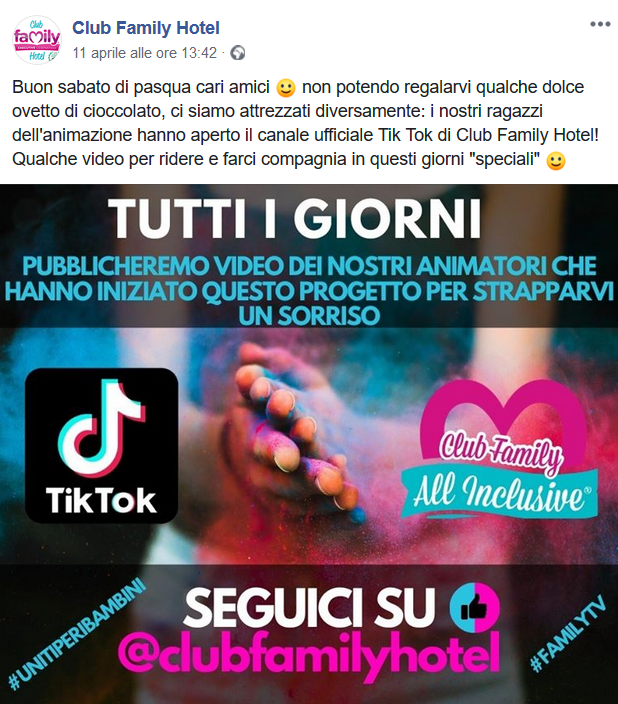 Club Family Hotel
11 aprile alle ore 13:42 ·
Club
family
EXECUTIVE
Hotel
Buon sabato di pasqua cari amici 🙂 non potendo regalarvi qualche dolce
ovetto di cioccolato, ci siamo attrezzati diversamente: i nostri ragazzi
dell'animazione hanno aperto il canale ufficiale Tik Tok di Club Family Hotel!
Qualche video per ridere e farci compagnia in questi giorni "speciali" 🙂
TUTTI I GIORNI
PUBBLICHEREMO VIDEO DEI NOSTRI ANIMATORI CHE
HANNO INIZIATO QUESTO PROGETTO PER STRAPPARVI
UN SORRISO
TikTok
Club Family
All Inclusive®
SEGUICI SU
@clubfamilyhotel
#UNITIPERIBAMBINI
#FAMILYTV